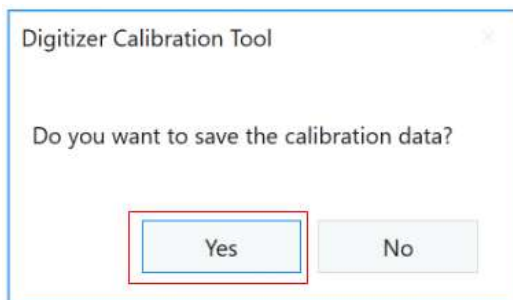 Digitizer Calibration Tool
Do you want to save the calibration data?
Yes No